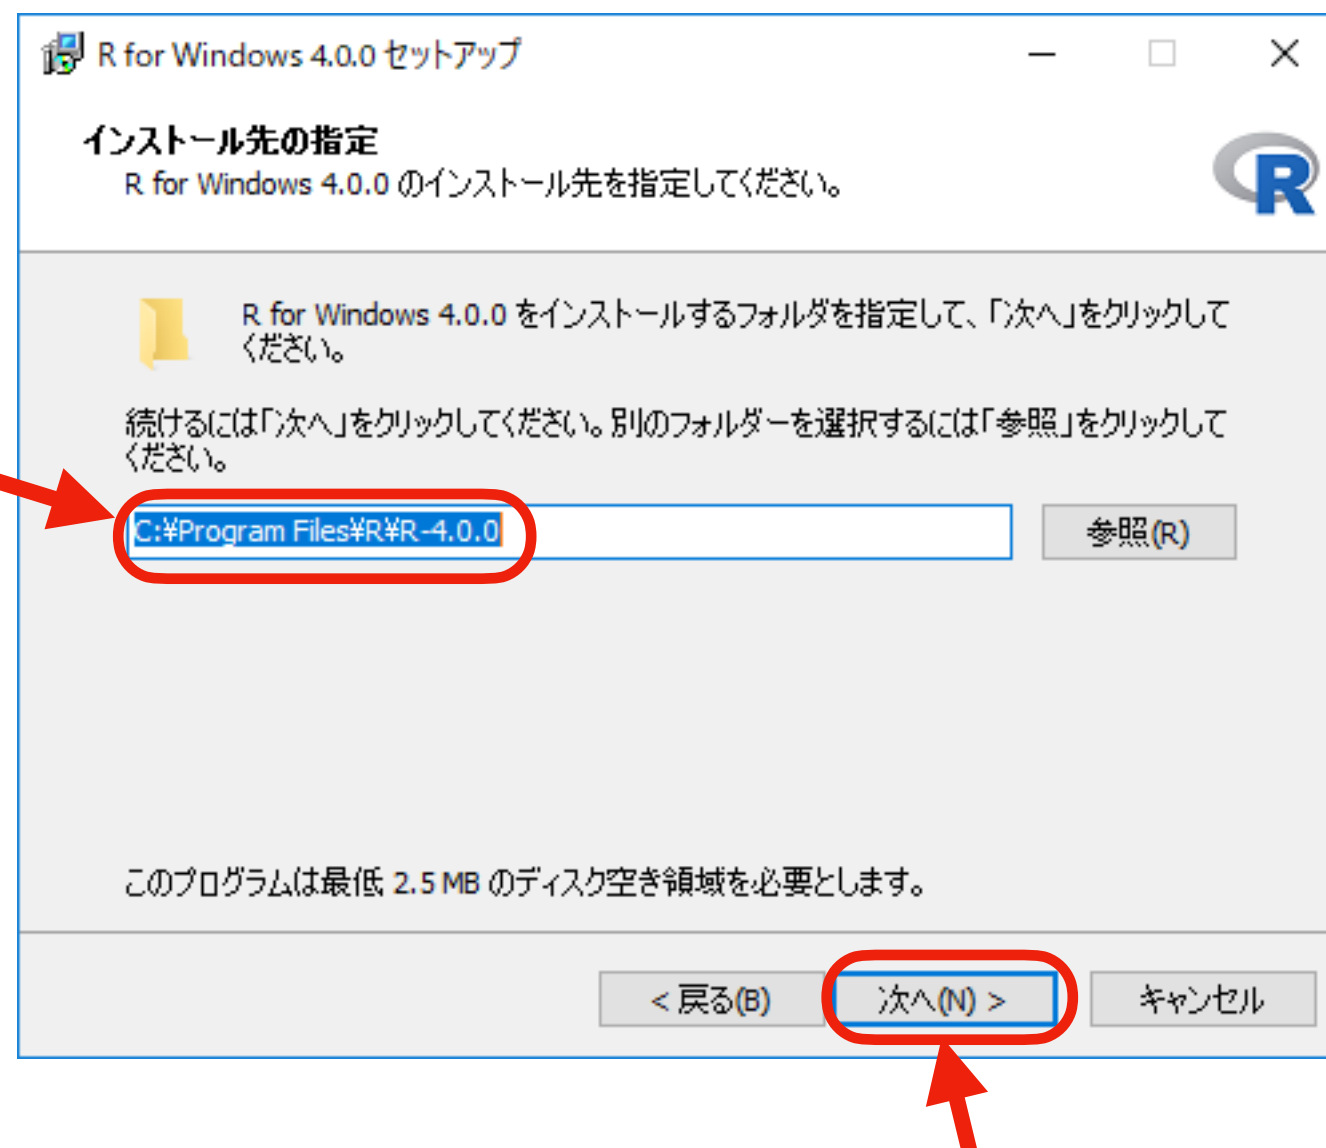 R for Windows 4.0.0 セットアップ
インストール先の指定
R for Windows 4.0.0 のインストール先を指定してください。
R
R for Windows 4.0.0 をインストールするフォルダを指定して、「次へ」をクリックして
ください。
続けるには「次へ」をクリックしてください。別のフォルダーを選択するには「参照」をクリックして
ください。
C:¥Program Files¥R¥R-4.0.0
参照(R)
このプログラムは最低 2.5 MB のディスク空き領域を必要とします。
< 戻る(B)
次へ(N) >
キャンセル